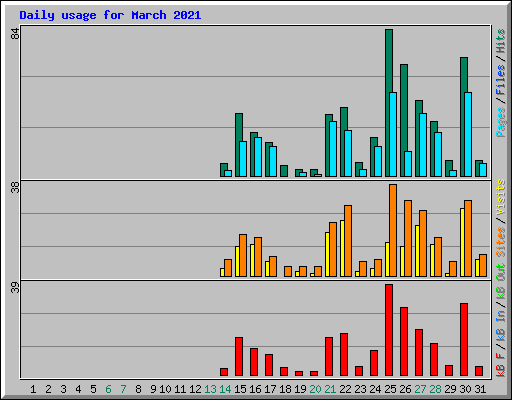 Daily usage for March 2021
84
38
39
Pages / Files / Hits
Sites / Visits
kB F / kB In / kB Out
1 2 3 4 5 6 7 8 9 10 11 12 13 14 15 16 17 18 19 20 21 22 23 24 25 26 27 28 29 30 31